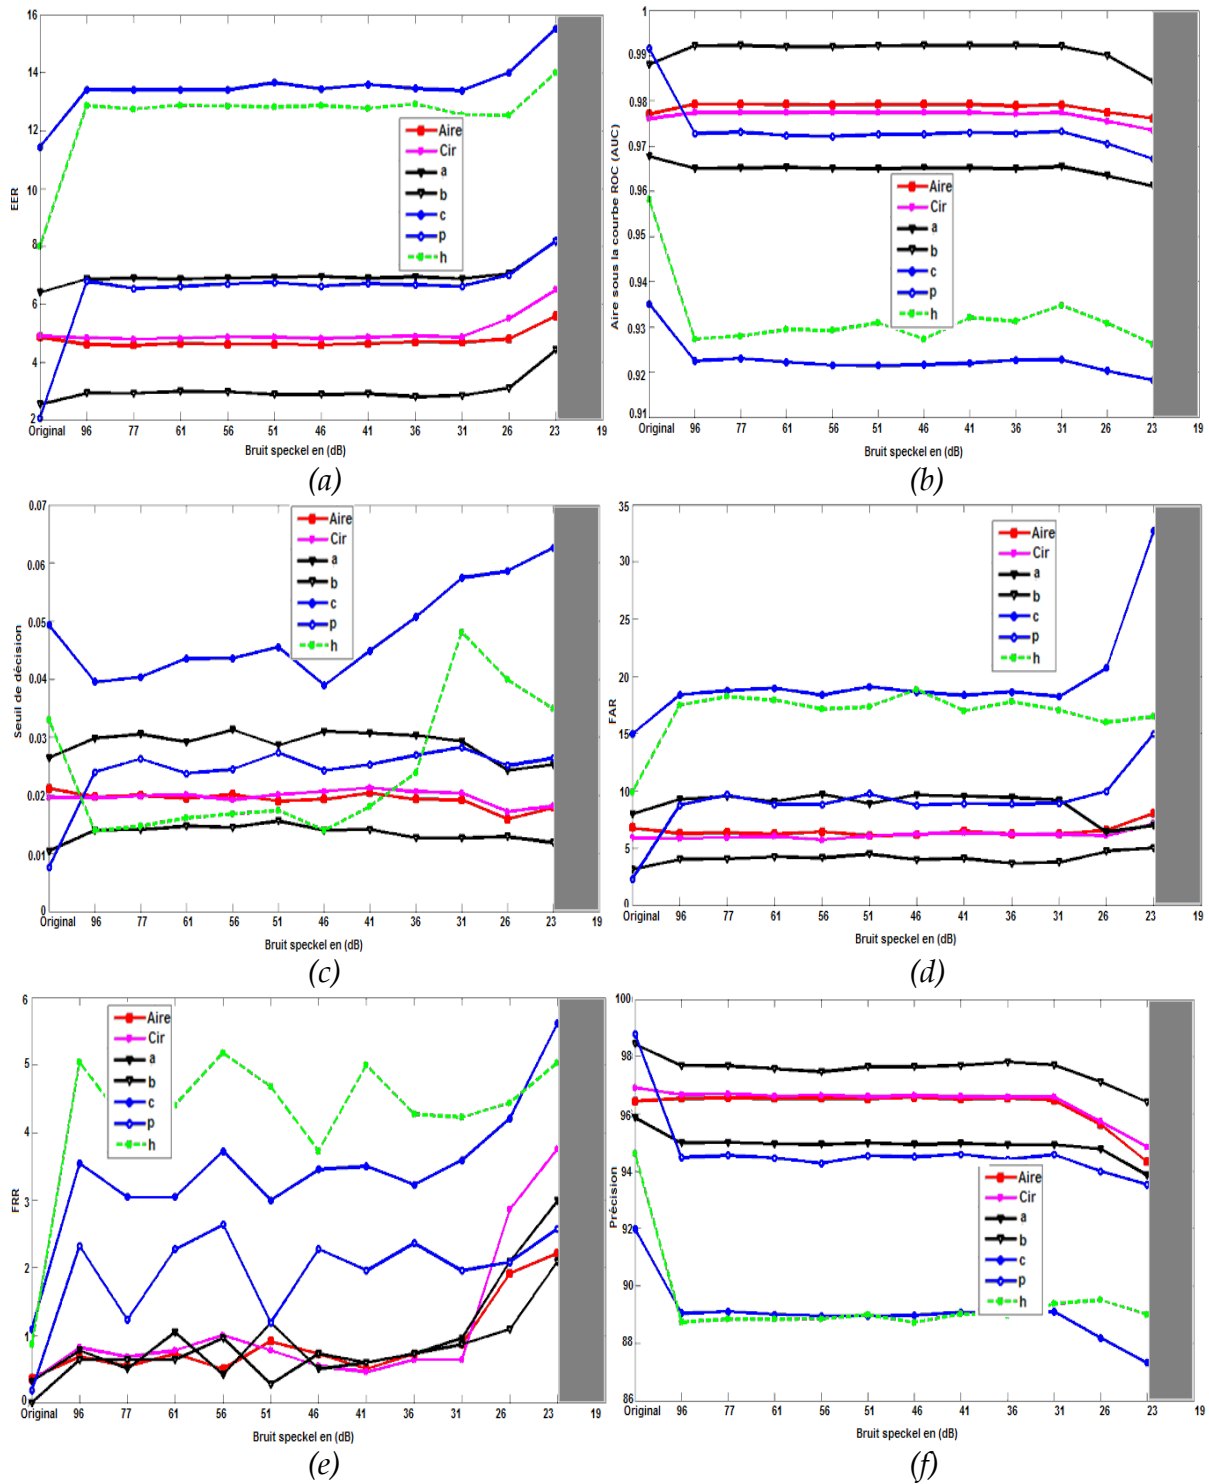 16
14
12
10
8
6
4
2
EER
Aire
Cir
a
b
c
p
h
Original 96 77 61 56 51 46 41 36 31 26 23 19
Bruit speckel en (dB)
(a)
1
0.99
0.98
0.97
0.96
0.95
0.94
0.93
0.92
0.91
Aire sous la courbe ROC (AUC)
Aire
Cir
a
b
c
p
h
Original 96 77 61 56 51 46 41 36 31 26 23 19
Bruit speckel en (dB)
(b)
0.07
0.06
0.05
0.04
0.03
0.02
0.01
0
Seuil de décision
Aire
Cir
a
b
c
p
h
Original 96 77 61 56 51 46 41 36 31 26 23 19
Bruit speckel en (dB)
(c)
35
30
25
20
15
10
5
0
FAR
Aire
Cir
a
b
c
p
h
Original 96 77 61 56 51 46 41 36 31 26 23 19
Bruit speckel en (dB)
(d)
6
5
4
3
2
1
0
FRR
Aire
Cir
a
b
c
p
h
Original 96 77 61 56 51 46 41 36 31 26 23 19
Bruit speckel en (dB)
(e)
100
98
96
94
92
90
88
86
Précision
Aire
Cir
a
b
c
p
h
Original 96 77 61 56 51 46 41 36 31 26 23 19
Bruit speckel en (dB)
(f)